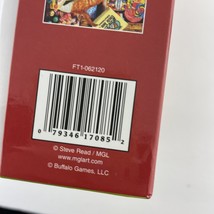 FT1-062120
0 79346 17085 2
© Steve Read / MGL
www.mglart.com
© Buffalo Games, LLC